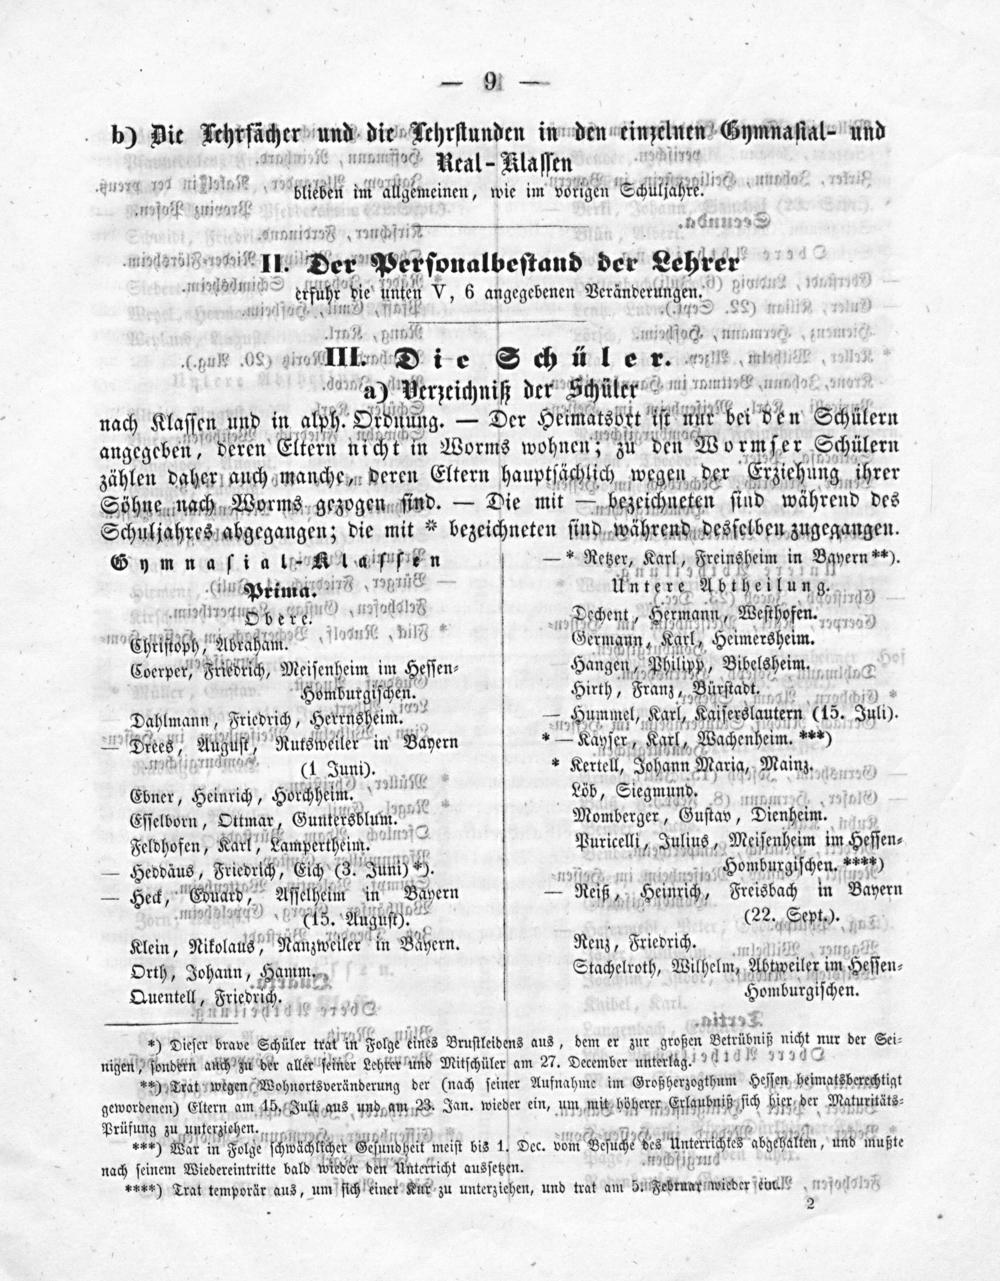 — 9 —
b) Die Lehrfächer und die Lehrstunden in den einzelnen Gymnasial- und
Real-Klassen
blieben im allgemeinen, wie im vorigen Schuljahre.
II. Der Personalbestand der Lehrer
erfuhr die unten V, 6 angegebenen Veränderungen.
III. Die Schüler.
a) Verzeichniß der Schüler
nach Klassen und in alph. Ordnung. — Der Heimatsort ist nur bei den Schülern
angegeben, deren Eltern nicht in Worms wohnen; zu den Wormser Schülern
zählen daher auch manche, deren Eltern hauptsächlich wegen der Erziehung ihrer
Söhne nach Worms gezogen sind. — Die mit — bezeichneten sind während des
Schuljahres abgegangen; die mit * bezeichneten sind während desselben zugegangen.
Gymnasial-Klassen
Prima.
Obere.
Christoph, Abraham.
Coerper, Friedrich, Meisenheim im Hessen-
Homburgischen.
Dahlmann, Friedrich, Herrnsheim.
— Drees, August, Rutsweiler in Bayern
(1 Juni).
Ebner, Heinrich, Horchheim.
Esselborn, Ottmar, Guntersblum.
Feldhofen, Karl, Lampertheim.
— Heddäus, Friedrich, Eich (3. Juni) *).
— Heck, Eduard, Asselheim in Bayern
(15. August).
Klein, Nikolaus, Nanzweiler in Bayern.
Orth, Johann, Hamm.
Quentell, Friedrich.
— * Retzer, Karl, Freinsheim in Bayern **).
Untere Abtheilung.
Dechent, Hermann, Westhofen.
Germann, Karl, Heimersheim.
Hangen, Philipp, Bibelsheim.
Hirth, Franz, Bürstadt.
— Hummel, Karl, Kaiserslautern (15. Juli).
* — Kayser, Karl, Wachenheim. ***)
* Kertell, Johann Maria, Mainz.
Löb, Siegmund.
Momberger, Gustav, Dienheim.
Puricelli, Julius, Meisenheim im Hessen-
Homburgischen. ****)
— Reiß, Heinrich, Freisbach in Bayern
(22. Sept.).
Renz, Friedrich.
Stachelroth, Wilhelm, Abtweiler im Hessen-
Homburgischen.
*) Dieser brave Schüler trat in Folge eines Brustleidens aus, dem er zur großen Betrübniß nicht nur der Sei-
nigen, sondern auch zu der aller seiner Lehrer und Mitschüler am 27. December unterlag.
**) Trat wegen Wohnortsveränderung der (nach seiner Aufnahme im Großherzogthum Hessen heimatsberechtigt
gewordenen) Eltern am 15. Juli aus und am 23. Jan. wieder ein, um mit höherer Erlaubniß sich hier der Maturitäts-
Prüfung zu unterziehen.
***) War in Folge schwächlicher Gesundheit meist bis 1. Dec. vom Besuche des Unterrichtes abgehalten, und mußte
nach seinem Wiedereintritte bald wieder den Unterricht aussetzen.
****) Trat temporär aus, um sich einer Kur zu unterziehen, und trat am 5. Februar wieder ein.
2